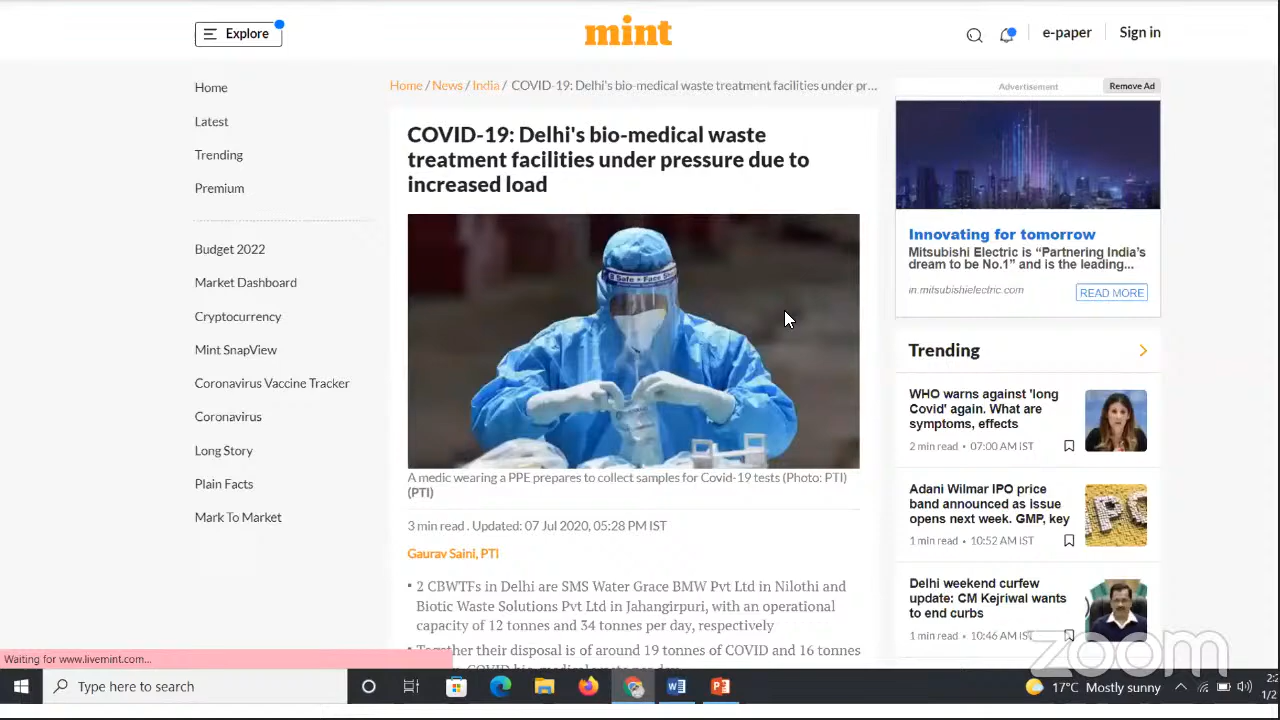 Explore
mint
e-paper
Sign in
Home
Latest
Trending
Premium
Budget 2022
Market Dashboard
Cryptocurrency
Mint SnapView
Coronavirus Vaccine Tracker
Coronavirus
Long Story
Plain Facts
Mark To Market
Home / News / India / COVID-19: Delhi's bio-medical waste treatment facilities under pr...
COVID-19: Delhi's bio-medical waste
treatment facilities under pressure due to
increased load
A medic wearing a PPE prepares to collect samples for Covid-19 tests (Photo: PTI)
(PTI)
3 min read . Updated: 07 Jul 2020, 05:28 PM IST
Gaurav Saini, PTI
2 CBWTFs in Delhi are SMS Water Grace BMW Pvt Ltd in Nilothi and
Biotic Waste Solutions Pvt Ltd in Jahangirpuri, with an operational
capacity of 12 tonnes and 34 tonnes per day, respectively
Together their disposal is of around 19 tonnes of COVID and 16 tonnes
Advertisement
Remove Ad
Innovating for tomorrow
Mitsubishi Electric is “Partnering India’s
dream to be No.1” and is the leading...
in.mitsubishielectric.com
READ MORE
Trending
WHO warns against 'long
Covid' again. What are
symptoms, effects
2 min read • 07:00 AM IST
Adani Wilmar IPO price
band announced as issue
opens next week. GMP, key
1 min read • 10:52 AM IST
Delhi weekend curfew
update: CM Kejriwal wants
to end curbs
1 min read • 10:46 AM IST
zoom
Waiting for www.livemint.com...
Type here to search
17°C Mostly sunny